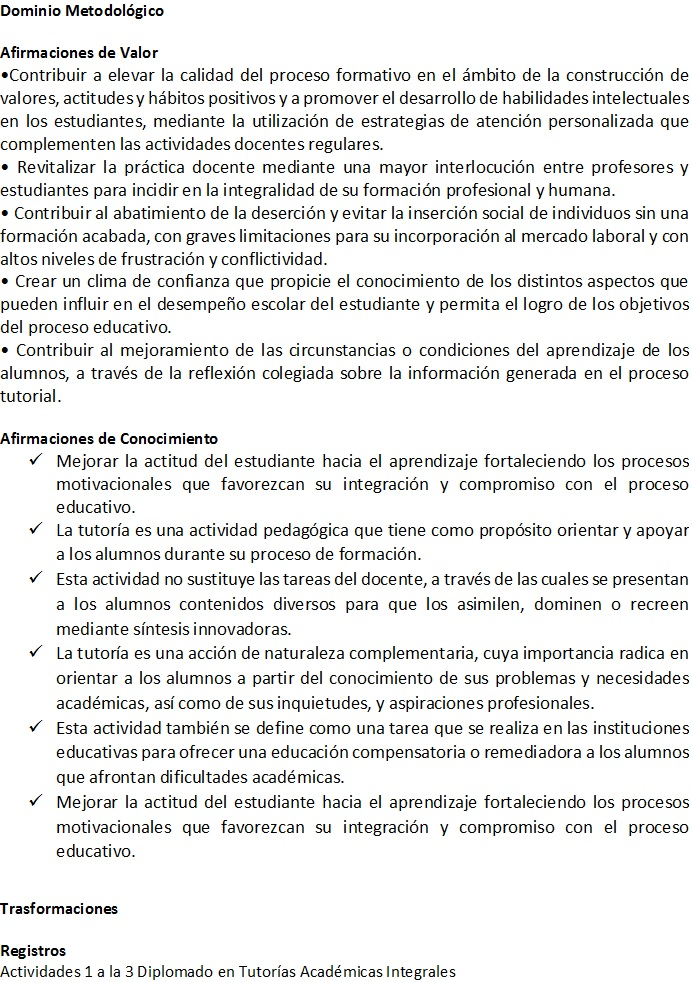 Dominio Metodológico
Afirmaciones de Valor
•Contribuir a elevar la calidad del proceso formativo en el ámbito de la construcción de
valores, actitudes y hábitos positivos y a promover el desarrollo de habilidades intelectuales
en los estudiantes, mediante la utilización de estrategias de atención personalizada que
complementen las actividades docentes regulares.
• Revitalizar la práctica docente mediante una mayor interlocución entre profesores y
estudiantes para incidir en la integralidad de su formación profesional y humana.
• Contribuir al abatimiento de la deserción y evitar la inserción social de individuos sin una
formación acabada, con graves limitaciones para su incorporación al mercado laboral y con
altos niveles de frustración y conflictividad.
• Crear un clima de confianza que propicie el conocimiento de los distintos aspectos que
pueden influir en el desempeño escolar del estudiante y permita el logro de los objetivos
del proceso educativo.
• Contribuir al mejoramiento de las circunstancias o condiciones del aprendizaje de los
alumnos, a través de la reflexión colegiada sobre la información generada en el proceso
tutorial.
Afirmaciones de Conocimiento
✓ Mejorar la actitud del estudiante hacia el aprendizaje fortaleciendo los procesos
motivacionales que favorezcan su integración y compromiso con el proceso
educativo.
✓ La tutoría es una actividad pedagógica que tiene como propósito orientar y apoyar
a los alumnos durante su proceso de formación.
✓ Esta actividad no sustituye las tareas del docente, a través de las cuales se presentan
a los alumnos contenidos diversos para que los asimilen, dominen o recreen
mediante síntesis innovadoras.
✓ La tutoría es una acción de naturaleza complementaria, cuya importancia radica en
orientar a los alumnos a partir del conocimiento de sus problemas y necesidades
académicas, así como de sus inquietudes, y aspiraciones profesionales.
✓ Esta actividad también se define como una tarea que se realiza en las instituciones
educativas para ofrecer una educación compensatoria o remediadora a los alumnos
que afrontan dificultades académicas.
✓ Mejorar la actitud del estudiante hacia el aprendizaje fortaleciendo los procesos
motivacionales que favorezcan su integración y compromiso con el proceso
educativo.
Trasformaciones
Registros
Actividades 1 a la 3 Diplomado en Tutorías Académicas Integrales